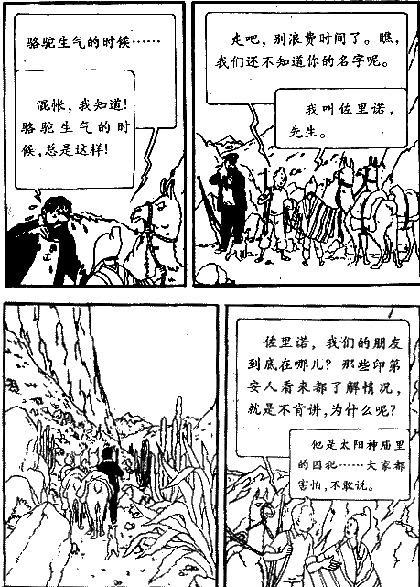 骆驼生气的时候······
混帐，我知道!
骆驼生气的时
候，总是这样!
走吧，别浪费时间了。瞧，
我们还不知道你的名字呢。
我叫佐里诺，
先生。
佐里诺，我们的朋友
到底在哪儿？那些印第
安人看来都了解情况，
就是不肯讲，为什么呢？
他是太阳神庙里
的囚犯······大家都
害怕，不敢说。